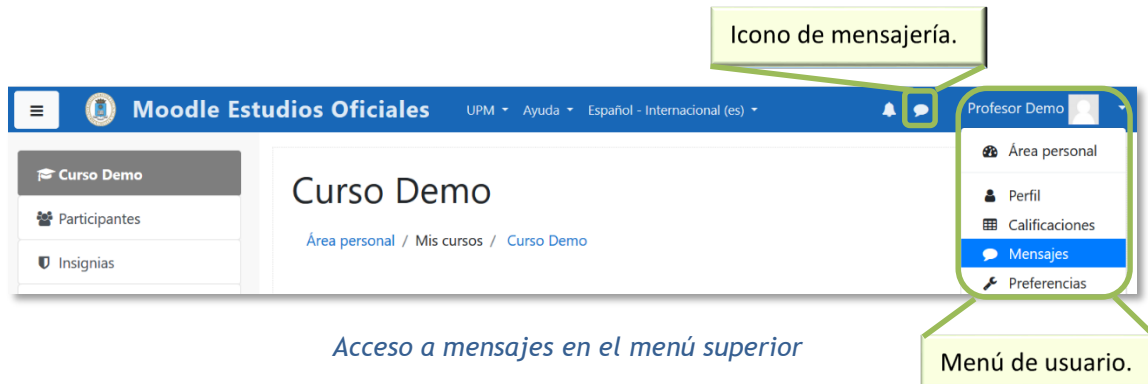 Icono de mensajería.
Moodle Estudios Oficiales UPM Ayuda Español - Internacional (es) Profesor Demo
Área personal
Curso Demo
Perfil
Curso Demo
Participantes
Calificaciones
Área personal / Mis cursos / Curso Demo
Mensajes
Insignias
Preferencias
Acceso a mensajes en el menú superior
Menú de usuario.